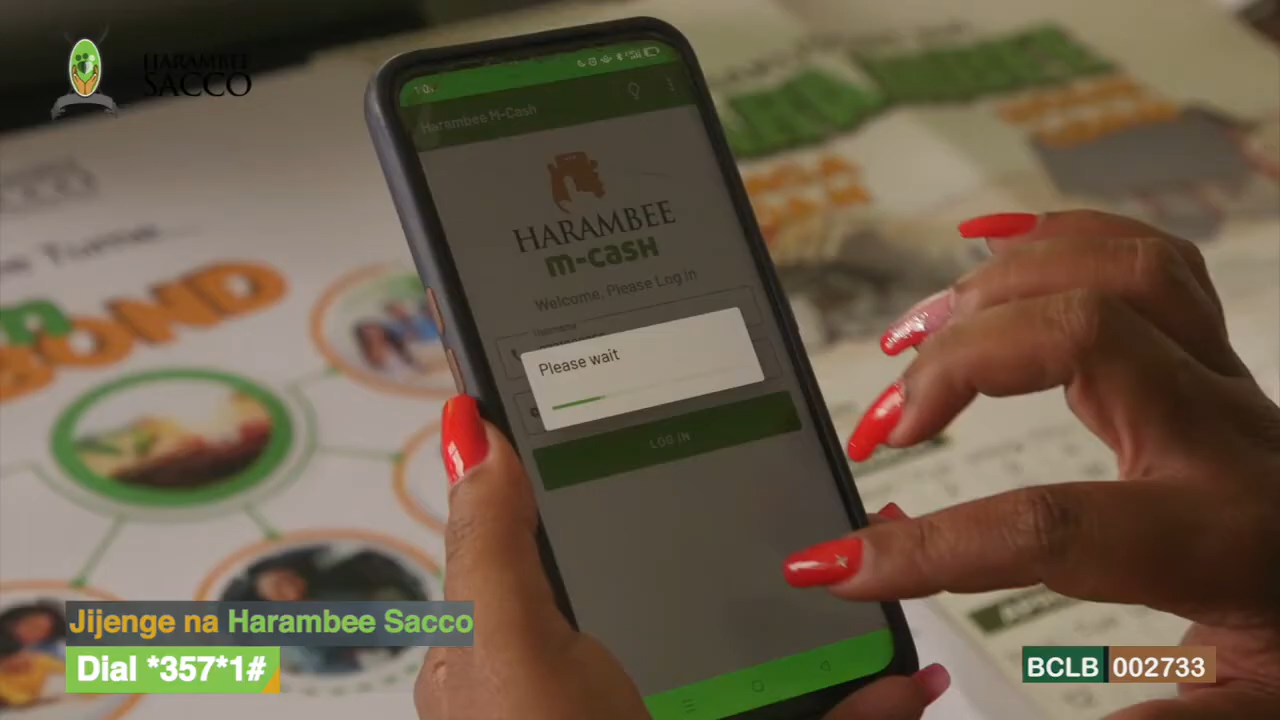 HARAMBEE
SACCO
Harambee M-Cash
HARAMBEE
m-cash
Welcome, Please Log in
Username
Please wait
LOG IN
BOND
Jijenge na Harambee Sacco
Dial *357*1#
BCLB 002733